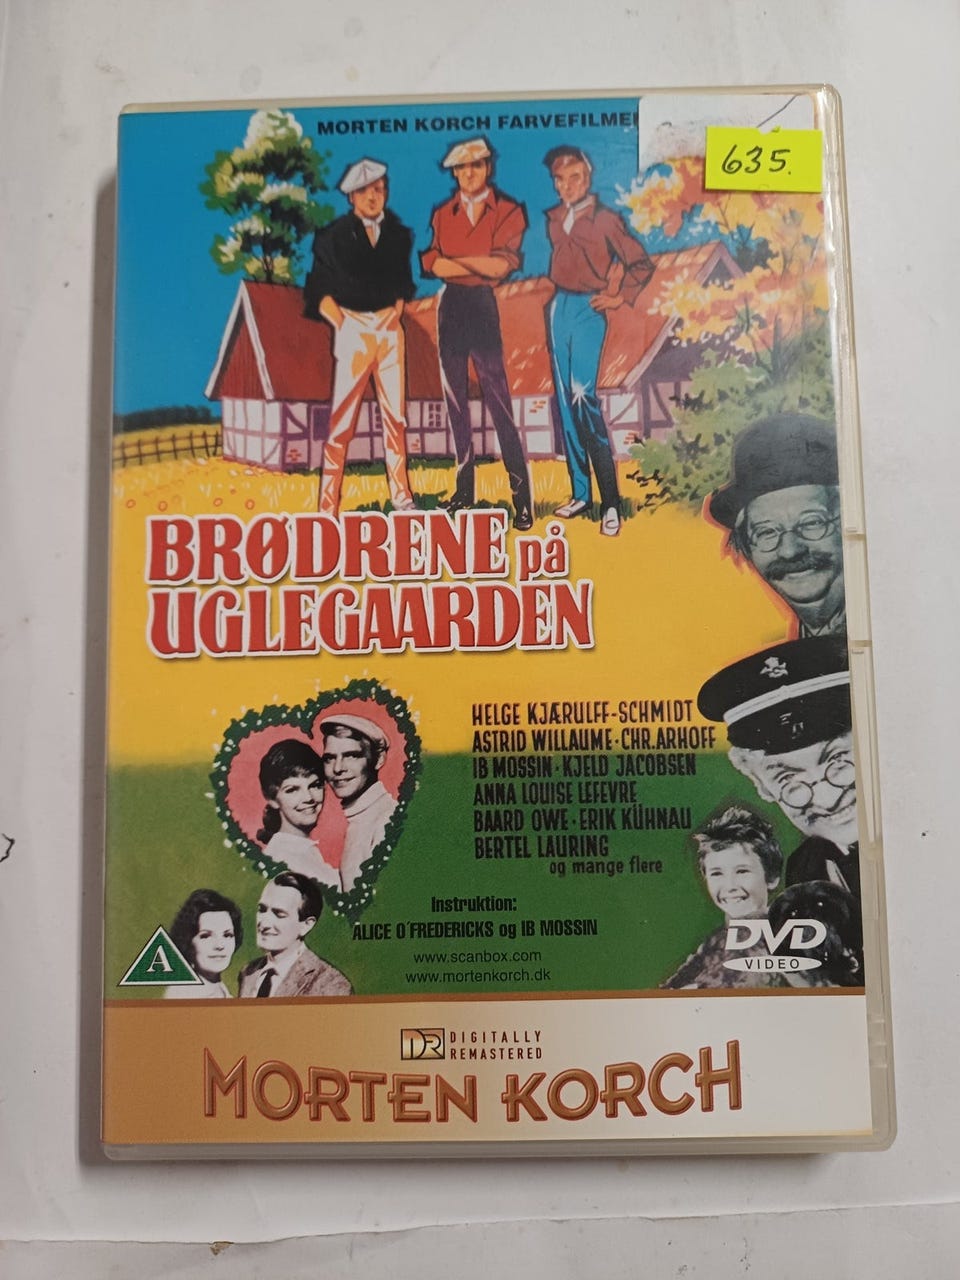 MORTEN KORCH FARVEFILME
635.
BRØDRENE på
UGLEGAARDEN
HELGE KJÆRULFF-SCHMIDT
ASTRID WILLAUME · CHR. ARHOFF
IB MOSSIN · KJELD JACOBSEN
ANNA LOUISE LEFEVRE
BAARD OWE · ERIK KÜHNAU
BERTEL LAURING
og mange flere
Instruktion:
ALICE O'FREDERICKS og IB MOSSIN
www.scanbox.com
www.mortenkorch.dk
A
DVD
VIDEO
DR DIGITALLY
REMASTERED
MORTEN KORCH